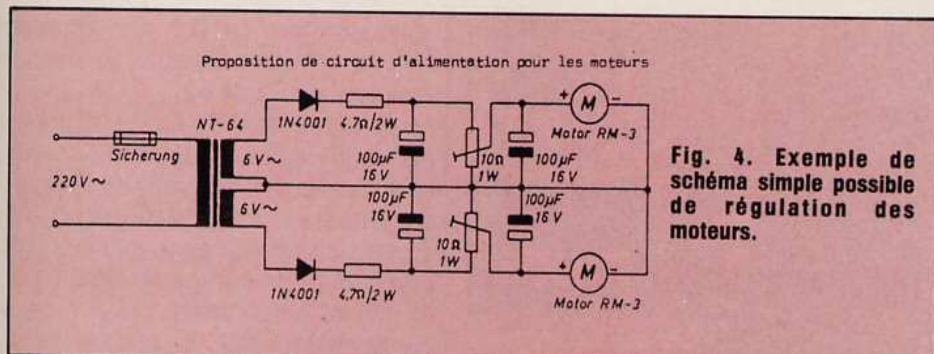 Proposition de circuit d'alimentation pour les moteurs
NT-64
1N4001
4.7Ω/2W
M
Motor RM-3
Sicherung
6V~
100µF
16V
10Ω
1W
100µF
16V
220V~
6V~
100µF
16V
10Ω
1W
100µF
16V
1N4001
4,7Ω/2W
M
Motor RM-3
+ -
+ -
Fig. 4. Exemple de
schéma simple possible
de régulation des
moteurs.